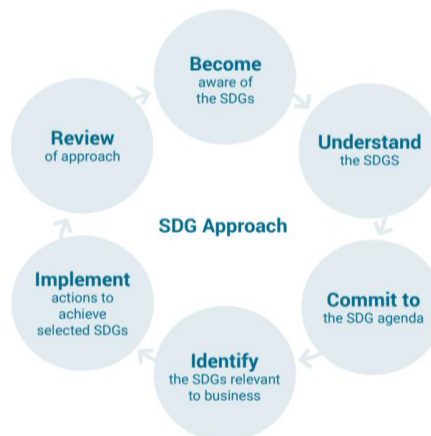 Become
aware of
the SDGs
Understand
the SDGS
Commit to
the SDG agenda
Identify
the SDGs relevant
to business
Implement
actions to
achieve
selected SDGs
Review
of approach
SDG Approach